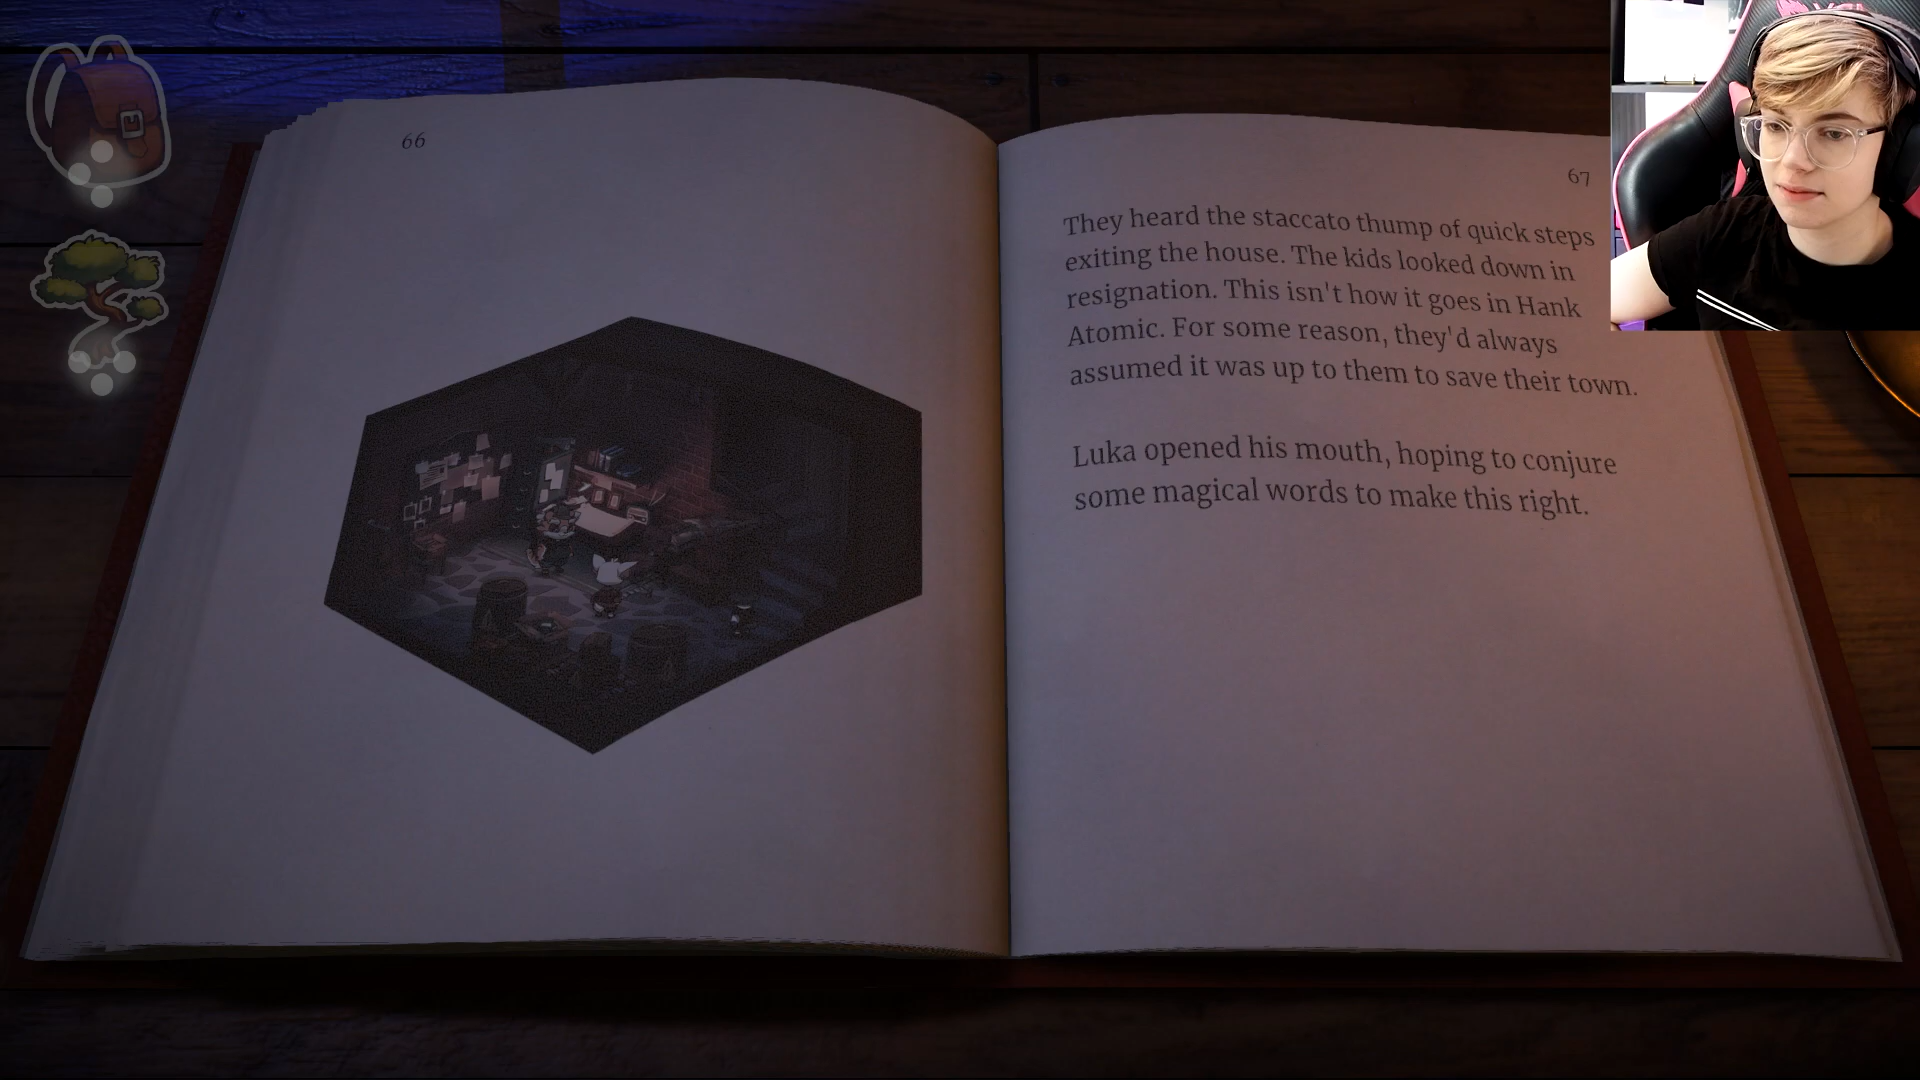 66
67
They heard the staccato thump of quick steps
exiting the house. The kids looked down in
resignation. This isn't how it goes in Hank
Atomic. For some reason, they'd always
assumed it was up to them to save their town.
Luka opened his mouth, hoping to conjure
some magical words to make this right.